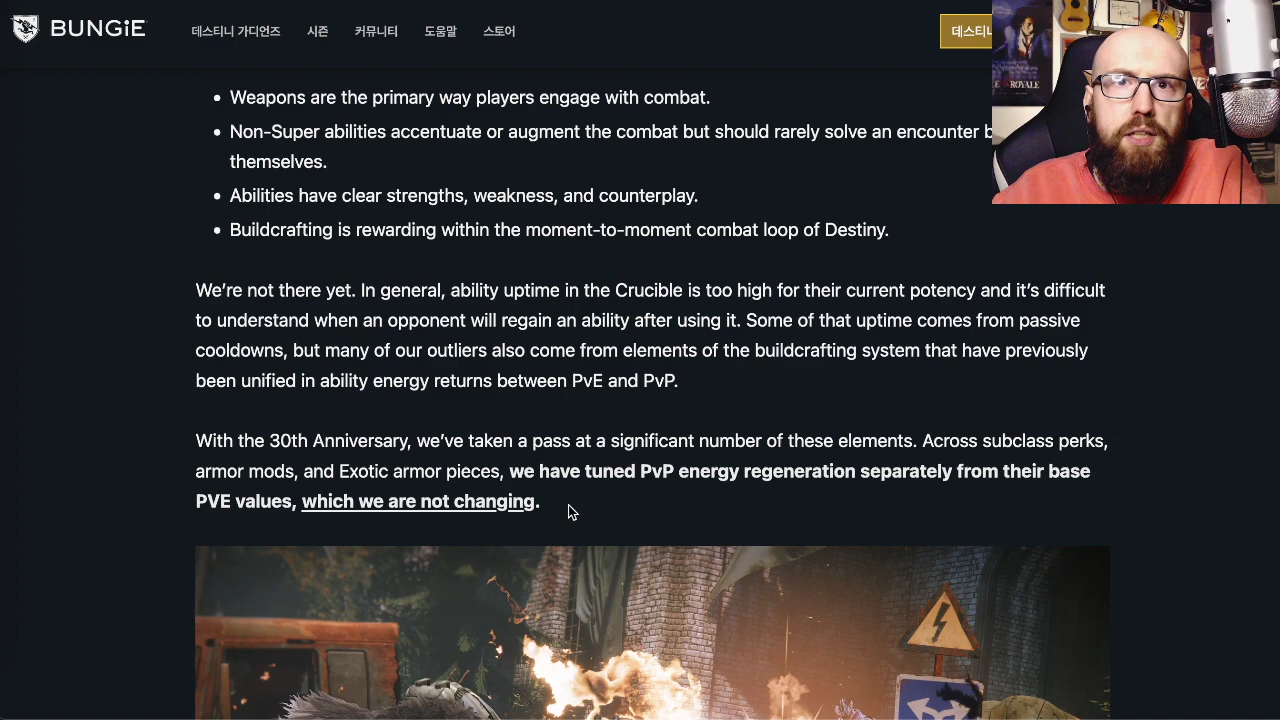 BUNGiE 데스티니 가디언즈 시즌 커뮤니티 도움말 스토어 데스티니
Weapons are the primary way players engage with combat.
Non-Super abilities accentuate or augment the combat but should rarely solve an encounter
themselves.
Abilities have clear strengths, weakness, and counterplay.
Buildcrafting is rewarding within the moment-to-moment combat loop of Destiny.
We're not there yet. In general, ability uptime in the Crucible is too high for their current potency and it's difficult
to understand when an opponent will regain an ability after using it. Some of that uptime comes from passive
cooldowns, but many of our outliers also come from elements of the buildcrafting system that have previously
been unified in ability energy returns between PvE and PvP.
With the 30th Anniversary, we've taken a pass at a significant number of these elements. Across subclass perks,
armor mods, and Exotic armor pieces, we have tuned PvP energy regeneration separately from their base
PVE values, which we are not changing.